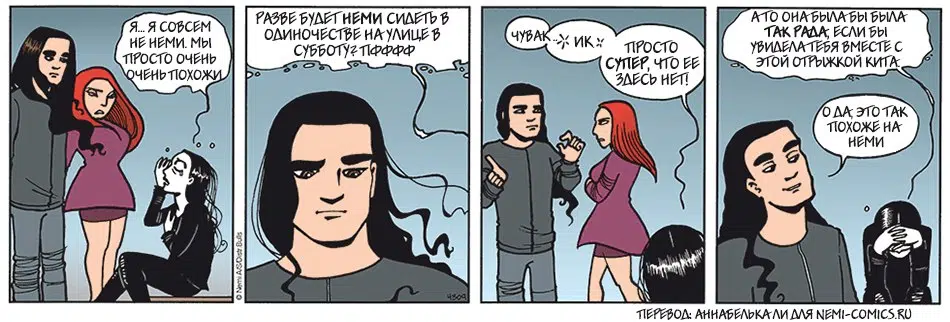 Я... Я СОВСЕМ
НЕ НЕМИ. МЫ
ПРОСТО ОЧЕНЬ
ОЧЕНЬ ПОХОЖИ
© Nemi AS/Distr Bulls
РАЗВЕ БУДЕТ НЕМИ СИДЕТЬ В
ОДИНОЧЕСТВЕ НА УЛИЦЕ В
СУББОТУ? ПФФФФ
4309
ЧУВАК
ИК
ПРОСТО
СУПЕР, ЧТО ЕЕ
ЗДЕСЬ НЕТ!
А ТО ОНА БЫЛА БЫ БЫЛА
ТАК РАДА, ЕСЛИ БЫ
УВИДЕЛА ТЕБЯ ВМЕСТЕ С
ЭТОЙ ОТРЫЖКОЙ КИТА.
О ДА, ЭТО ТАК
ПОХОЖЕ НА
НЕМИ
ПЕРЕВОД: АННАБЕЛЬКА ЛИ ДЛЯ NEMI-COMICS.RU